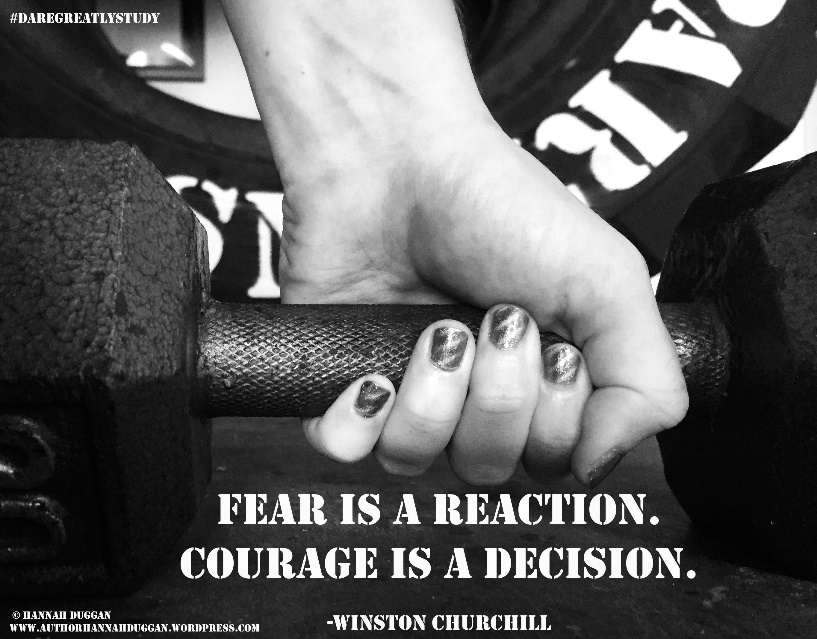 #DAREGREATLYSTUDY
FEAR IS A REACTION.
COURAGE IS A DECISION.
-WINSTON CHURCHILL
© HANNAH DUGGAN
WWW.AUTHORHANNAHDUGGAN.WORDPRESS.COM